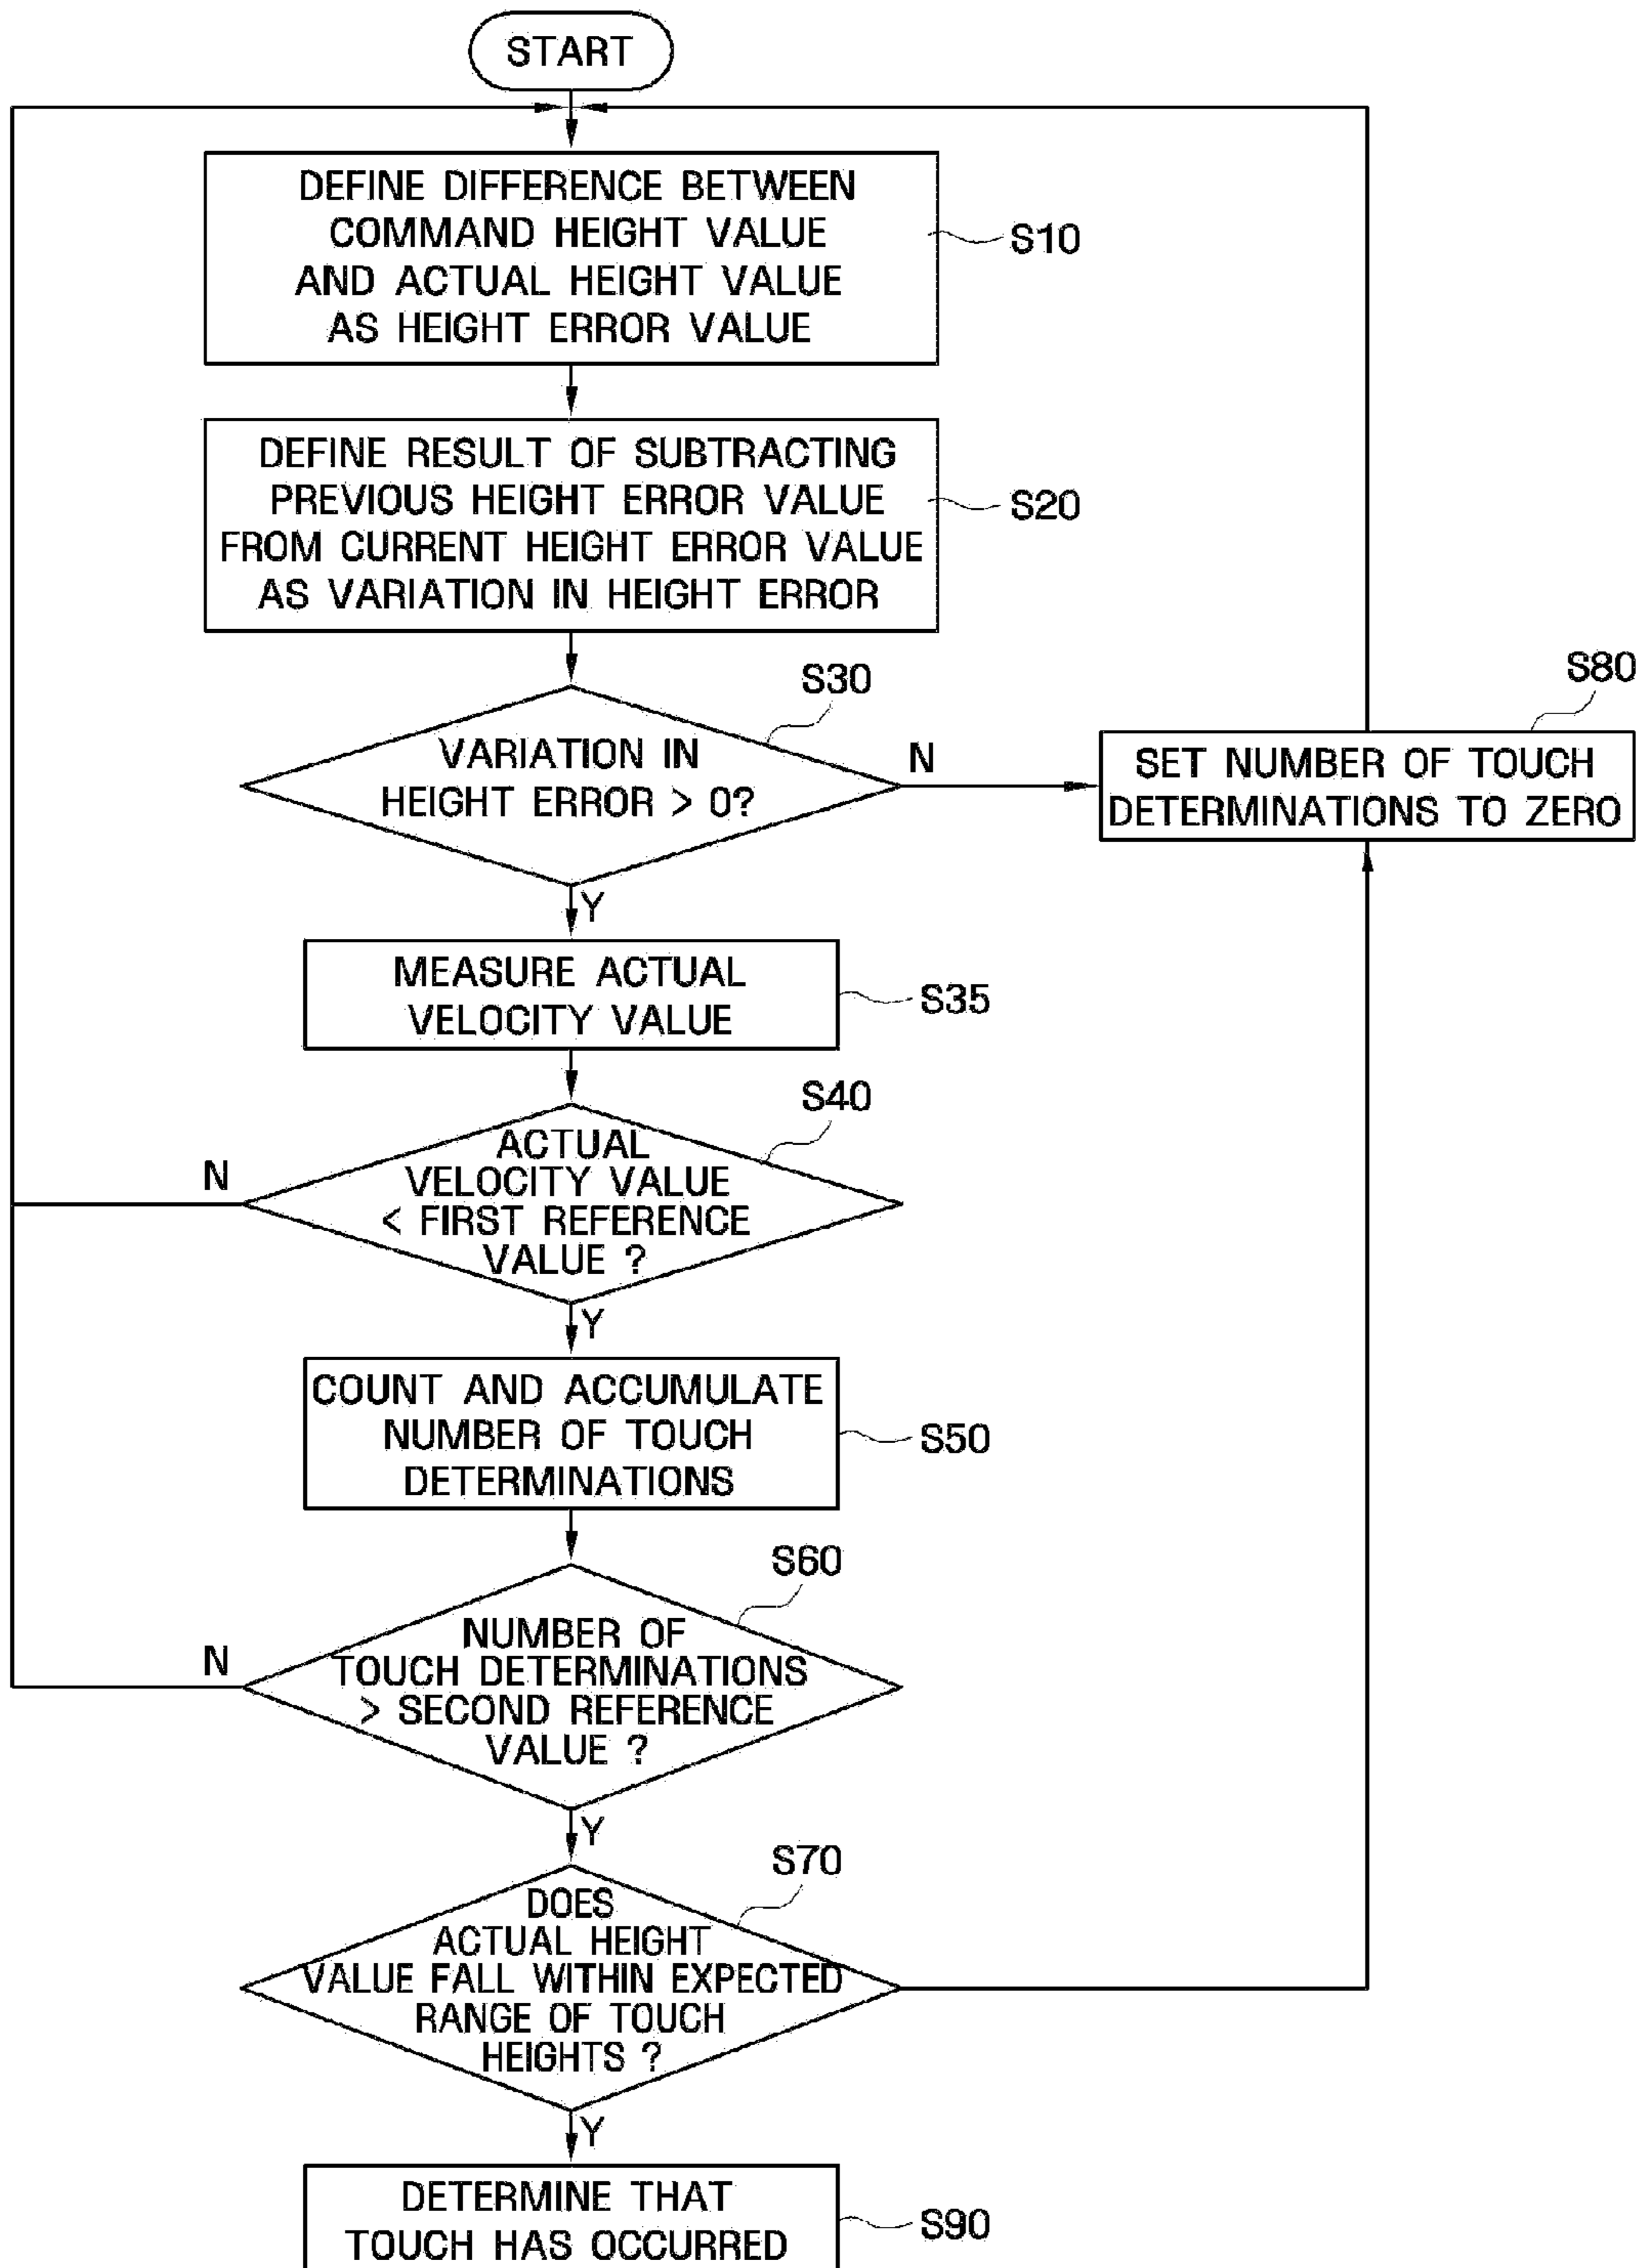 START
DEFINE DIFFERENCE BETWEEN
COMMAND HEIGHT VALUE
AND ACTUAL HEIGHT VALUE
AS HEIGHT ERROR VALUE
S10
DEFINE RESULT OF SUBTRACTING
PREVIOUS HEIGHT ERROR VALUE
FROM CURRENT HEIGHT ERROR VALUE
AS VARIATION IN HEIGHT ERROR
S20
S30
VARIATION IN
HEIGHT ERROR > 0?
N
S80
SET NUMBER OF TOUCH
DETERMINATIONS TO ZERO
Y
MEASURE ACTUAL
VELOCITY VALUE
S35
S40
ACTUAL
VELOCITY VALUE
< FIRST REFERENCE
VALUE ?
N
Y
COUNT AND ACCUMULATE
NUMBER OF TOUCH
DETERMINATIONS
S50
S60
NUMBER OF
TOUCH DETERMINATIONS
> SECOND REFERENCE
VALUE ?
N
Y
S70
DOES
ACTUAL HEIGHT
VALUE FALL WITHIN EXPECTED
RANGE OF TOUCH
HEIGHTS ?
Y
DETERMINE THAT
TOUCH HAS OCCURRED
S90